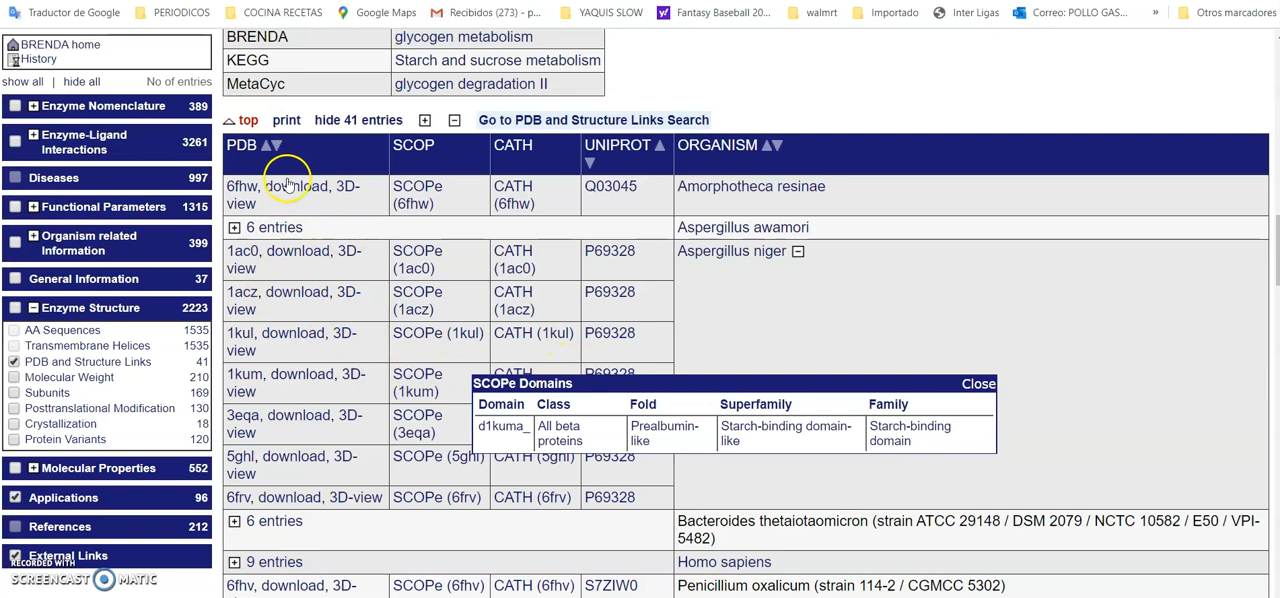 Traductor de Google PERIODICOS COCINA RECETAS Google Maps Recibidos (273) - p... YAQUIS SLOW Fantasy Baseball 20... walmrt Importado Inter Ligas Correo: POLLO GAS... » Otros marcadores
BRENDA home
History
show all | hide all No of entries
Enzyme Nomenclature 389
Enzyme-Ligand
Interactions 3261
Diseases 997
Functional Parameters 1315
Organism related
Information 399
General Information 37
Enzyme Structure 2223
AA Sequences 1535
Transmembrane Helices 1535
PDB and Structure Links 41
Molecular Weight 210
Subunits 169
Posttranslational Modification 130
Crystallization 18
Protein Variants 120
Molecular Properties 552
Applications 96
References 212
External Links
RECORDED WITH
SCREENCAST MATIC
BRENDA glycogen metabolism
KEGG Starch and sucrose metabolism
MetaCyc glycogen degradation II
top print hide 41 entries Go to PDB and Structure Links Search
PDB SCOP CATH UNIPROT ORGANISM
6fhw, download, 3D- SCOPe CATH Q03045 Amorphotheca resinae
view (6fhw) (6fhw)
6 entries Aspergillus awamori
1ac0, download, 3D- SCOPe CATH P69328 Aspergillus niger
view (1ac0) (1ac0)
1acz, download, 3D- SCOPe CATH P69328
view (1acz) (1acz)
1kul, download, 3D- SCOPe (1kul) CATH (1kul) P69328
view
1kum, download, 3D- SCOPe CATH P69328
view (1kum)
3eqa, download, 3D- SCOPe
view (3eqa)
5ghl, download, 3D- SCOPe (5ghl) CATH (5ghl) P69328
view
6frv, download, 3D-view SCOPe (6frv) CATH (6frv) P69328
6 entries Bacteroides thetaiotaomicron (strain ATCC 29148 / DSM 2079 / NCTC 10582 / E50 / VPI-
5482)
9 entries Homo sapiens
6fhv, download, 3D- SCOPe (6fhv) CATH (6fhv) S7ZIW0 Penicillium oxalicum (strain 114-2 / CGMCC 5302)
SCOPe Domains Close
Domain Class Fold Superfamily Family
d1kuma_ All beta Prealbumin- Starch-binding domain- Starch-binding
proteins like like domain